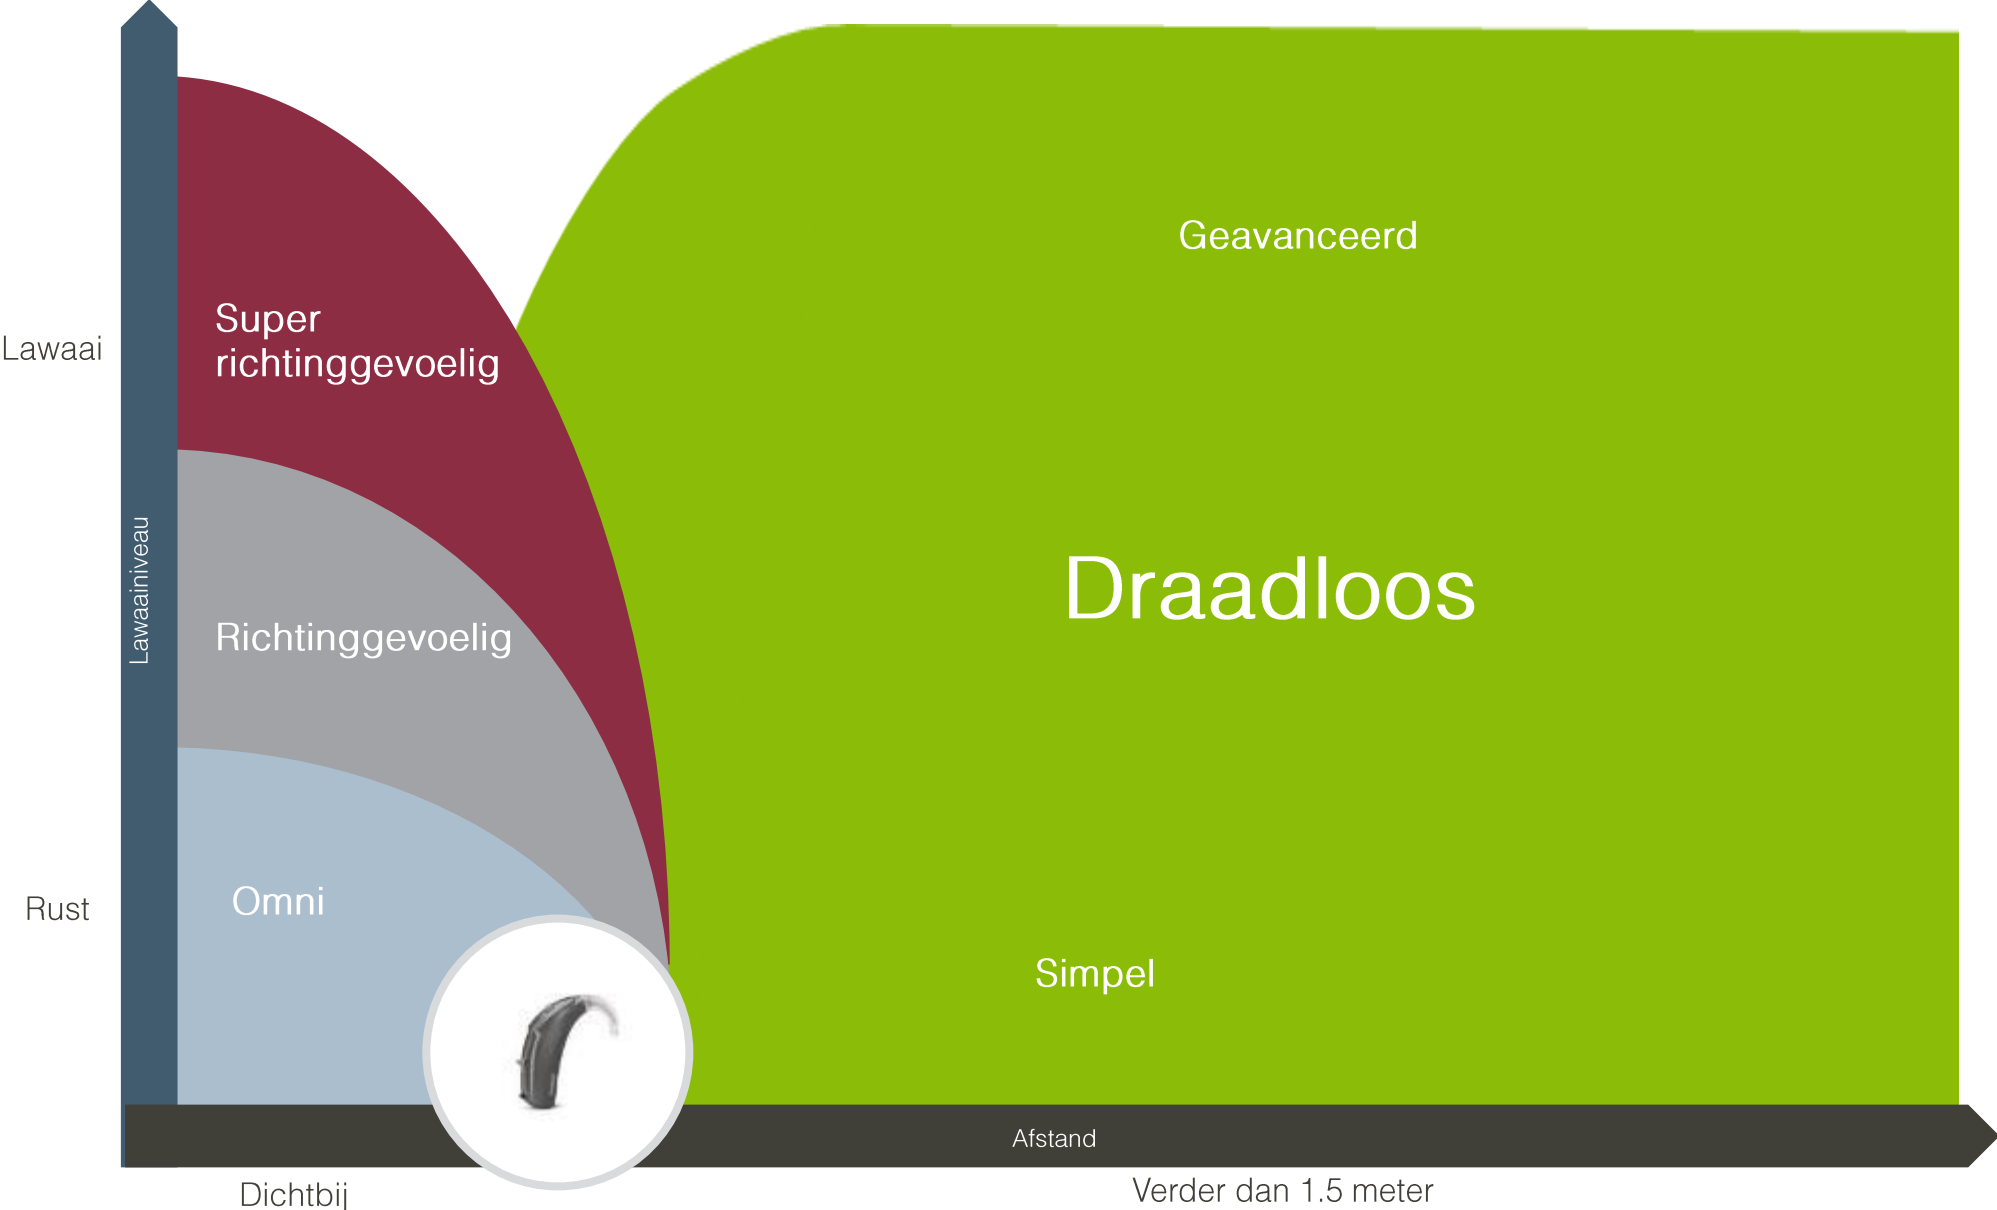 Geavanceerd
Super
richtinggevoelig
Lawaai
Lawaainiveau
Draadloos
Richtinggevoelig
Omni
Rust
Simpel
Afstand
Dichtbij
Verder dan 1.5 meter